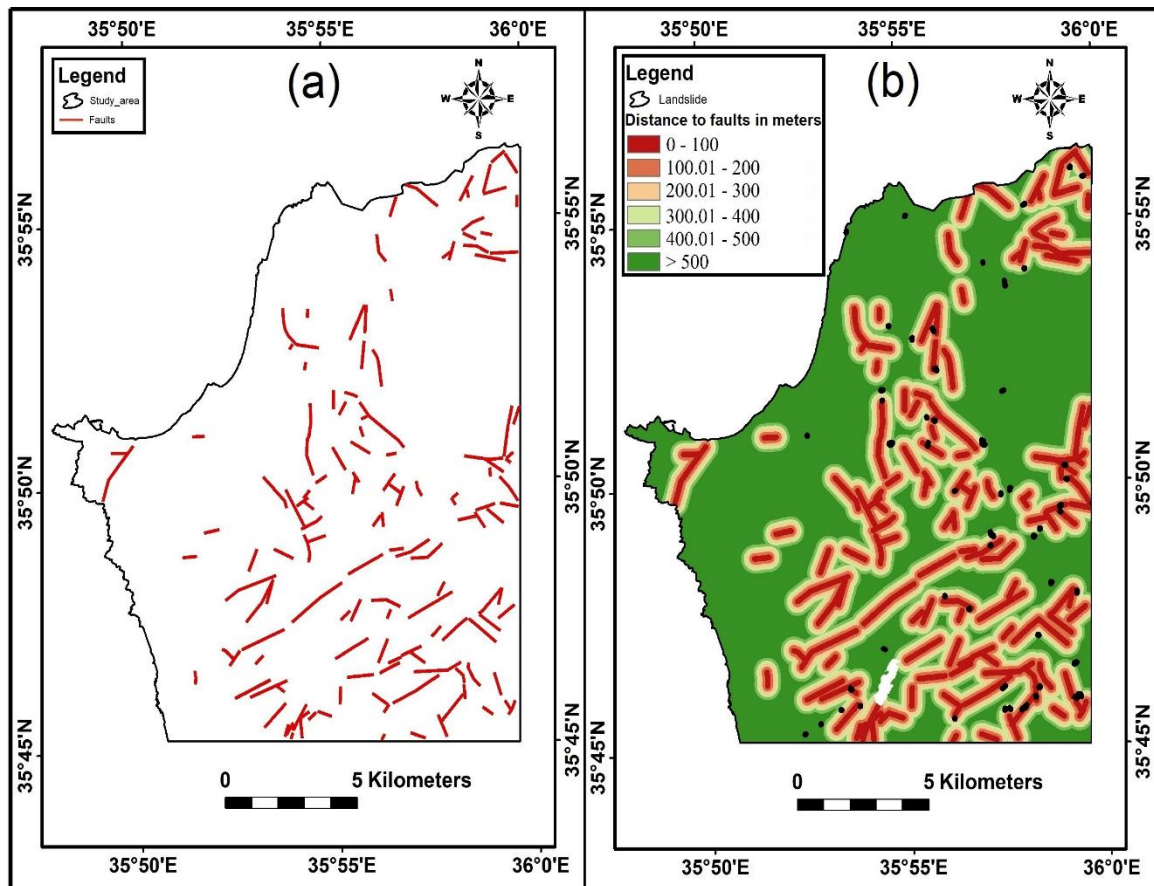 35°50'E 35°55'E 36°0'E
Legend
Study_area
Faults
(a)
N
W E
S
35°55'N
35°55'N
35°50'N
35°50'N
35°45'N
35°45'N
0 5 Kilometers
35°50'E 35°55'E 36°0'E
35°50'E 35°55'E 36°0'E
Legend
Landslide
Distance to faults in meters
0 - 100
100.01 - 200
200.01 - 300
300.01 - 400
400.01 - 500
> 500
(b)
N
W E
S
35°55'N
35°55'N
35°50'N
35°50'N
35°45'N
35°45'N
0 5 Kilometers
35°50'E 35°55'E 36°0'E